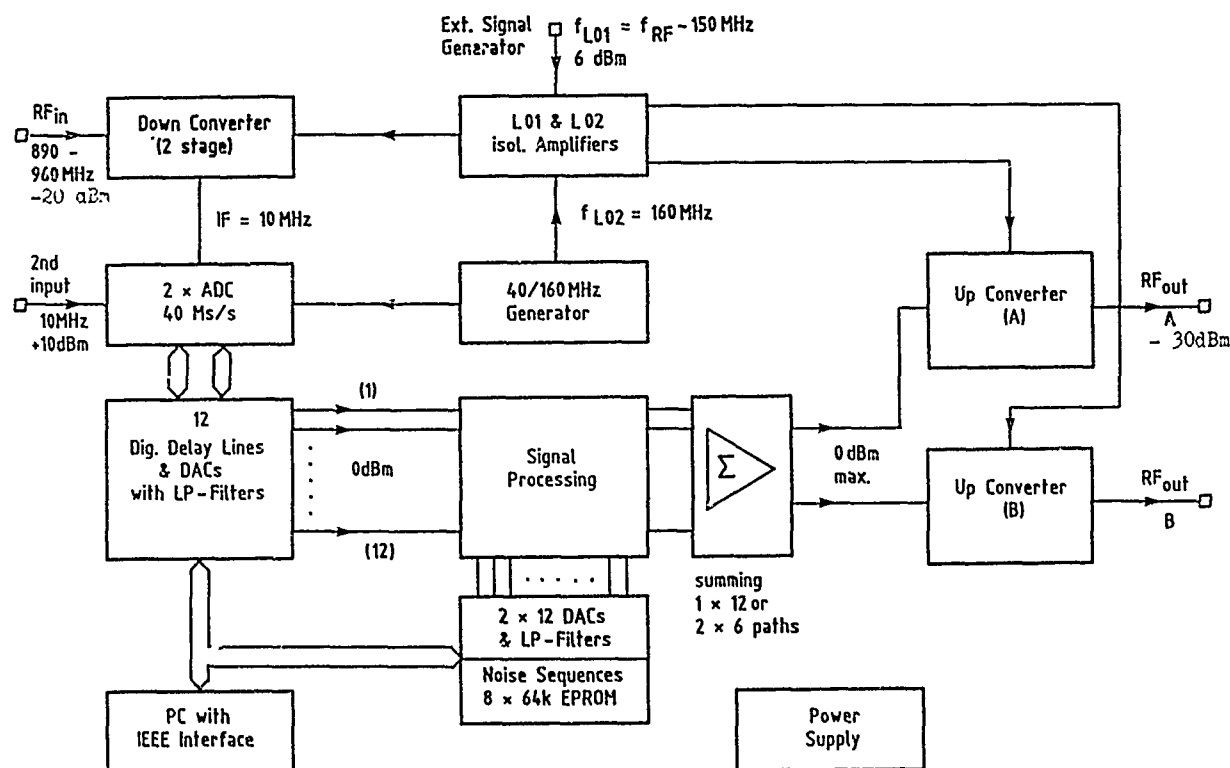 Ext. Signal
Generator
f_L01 = f_RF - 150 MHz
6 dBm
RF_in
890 -
960 MHz
-20 dBm
Down Converter
(2 stage)
L01 & L02
isol. Amplifiers
IF = 10 MHz
f_L02 = 160 MHz
2nd
input
10MHz
+10dBm
2 × ADC
40 Ms/s
40/160 MHz
Generator
Up Converter
(A)
RF_out
A
- 30dBm
12
Dig. Delay Lines
& DACs
with LP-Filters
(1)
0dBm
(12)
Signal
Processing
Σ
0 dBm
max.
Up Converter
(B)
RF_out
B
summing
1 × 12 or
2 × 6 paths
2 × 12 DACs
& LP-Filters
Noise Sequences
8 × 64k EPROM
PC with
IEEE Interface
Power
Supply